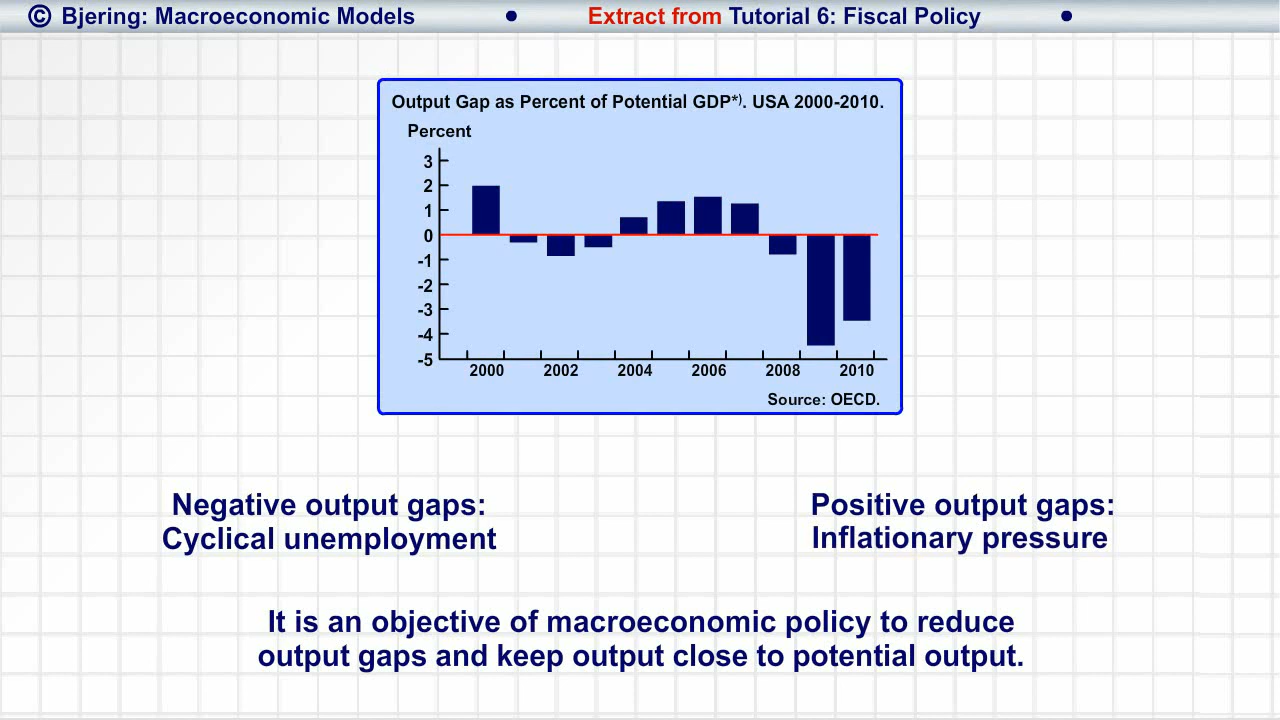 © Bjering: Macroeconomic Models • Extract from Tutorial 6: Fiscal Policy •
Output Gap as Percent of Potential GDP*). USA 2000-2010.
Percent
3
2
1
0
-1
-2
-3
-4
-5
2000 2002 2004 2006 2008 2010
Source: OECD.
Negative output gaps:
Cyclical unemployment
Positive output gaps:
Inflationary pressure
It is an objective of macroeconomic policy to reduce
output gaps and keep output close to potential output.